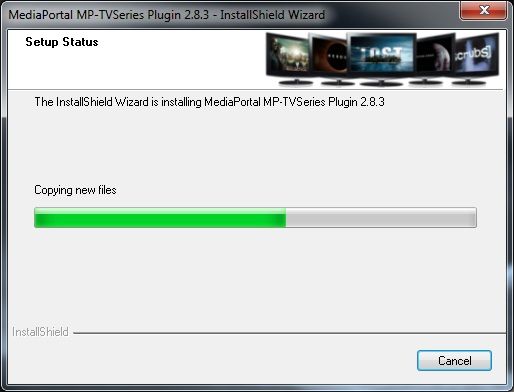 MediaPortal MP-TVSeries Plugin 2.8.3 - InstallShield Wizard
Setup Status
LOST
scrubs
The InstallShield Wizard is installing MediaPortal MP-TVSeries Plugin 2.8.3
Copying new files
InstallShield
Cancel